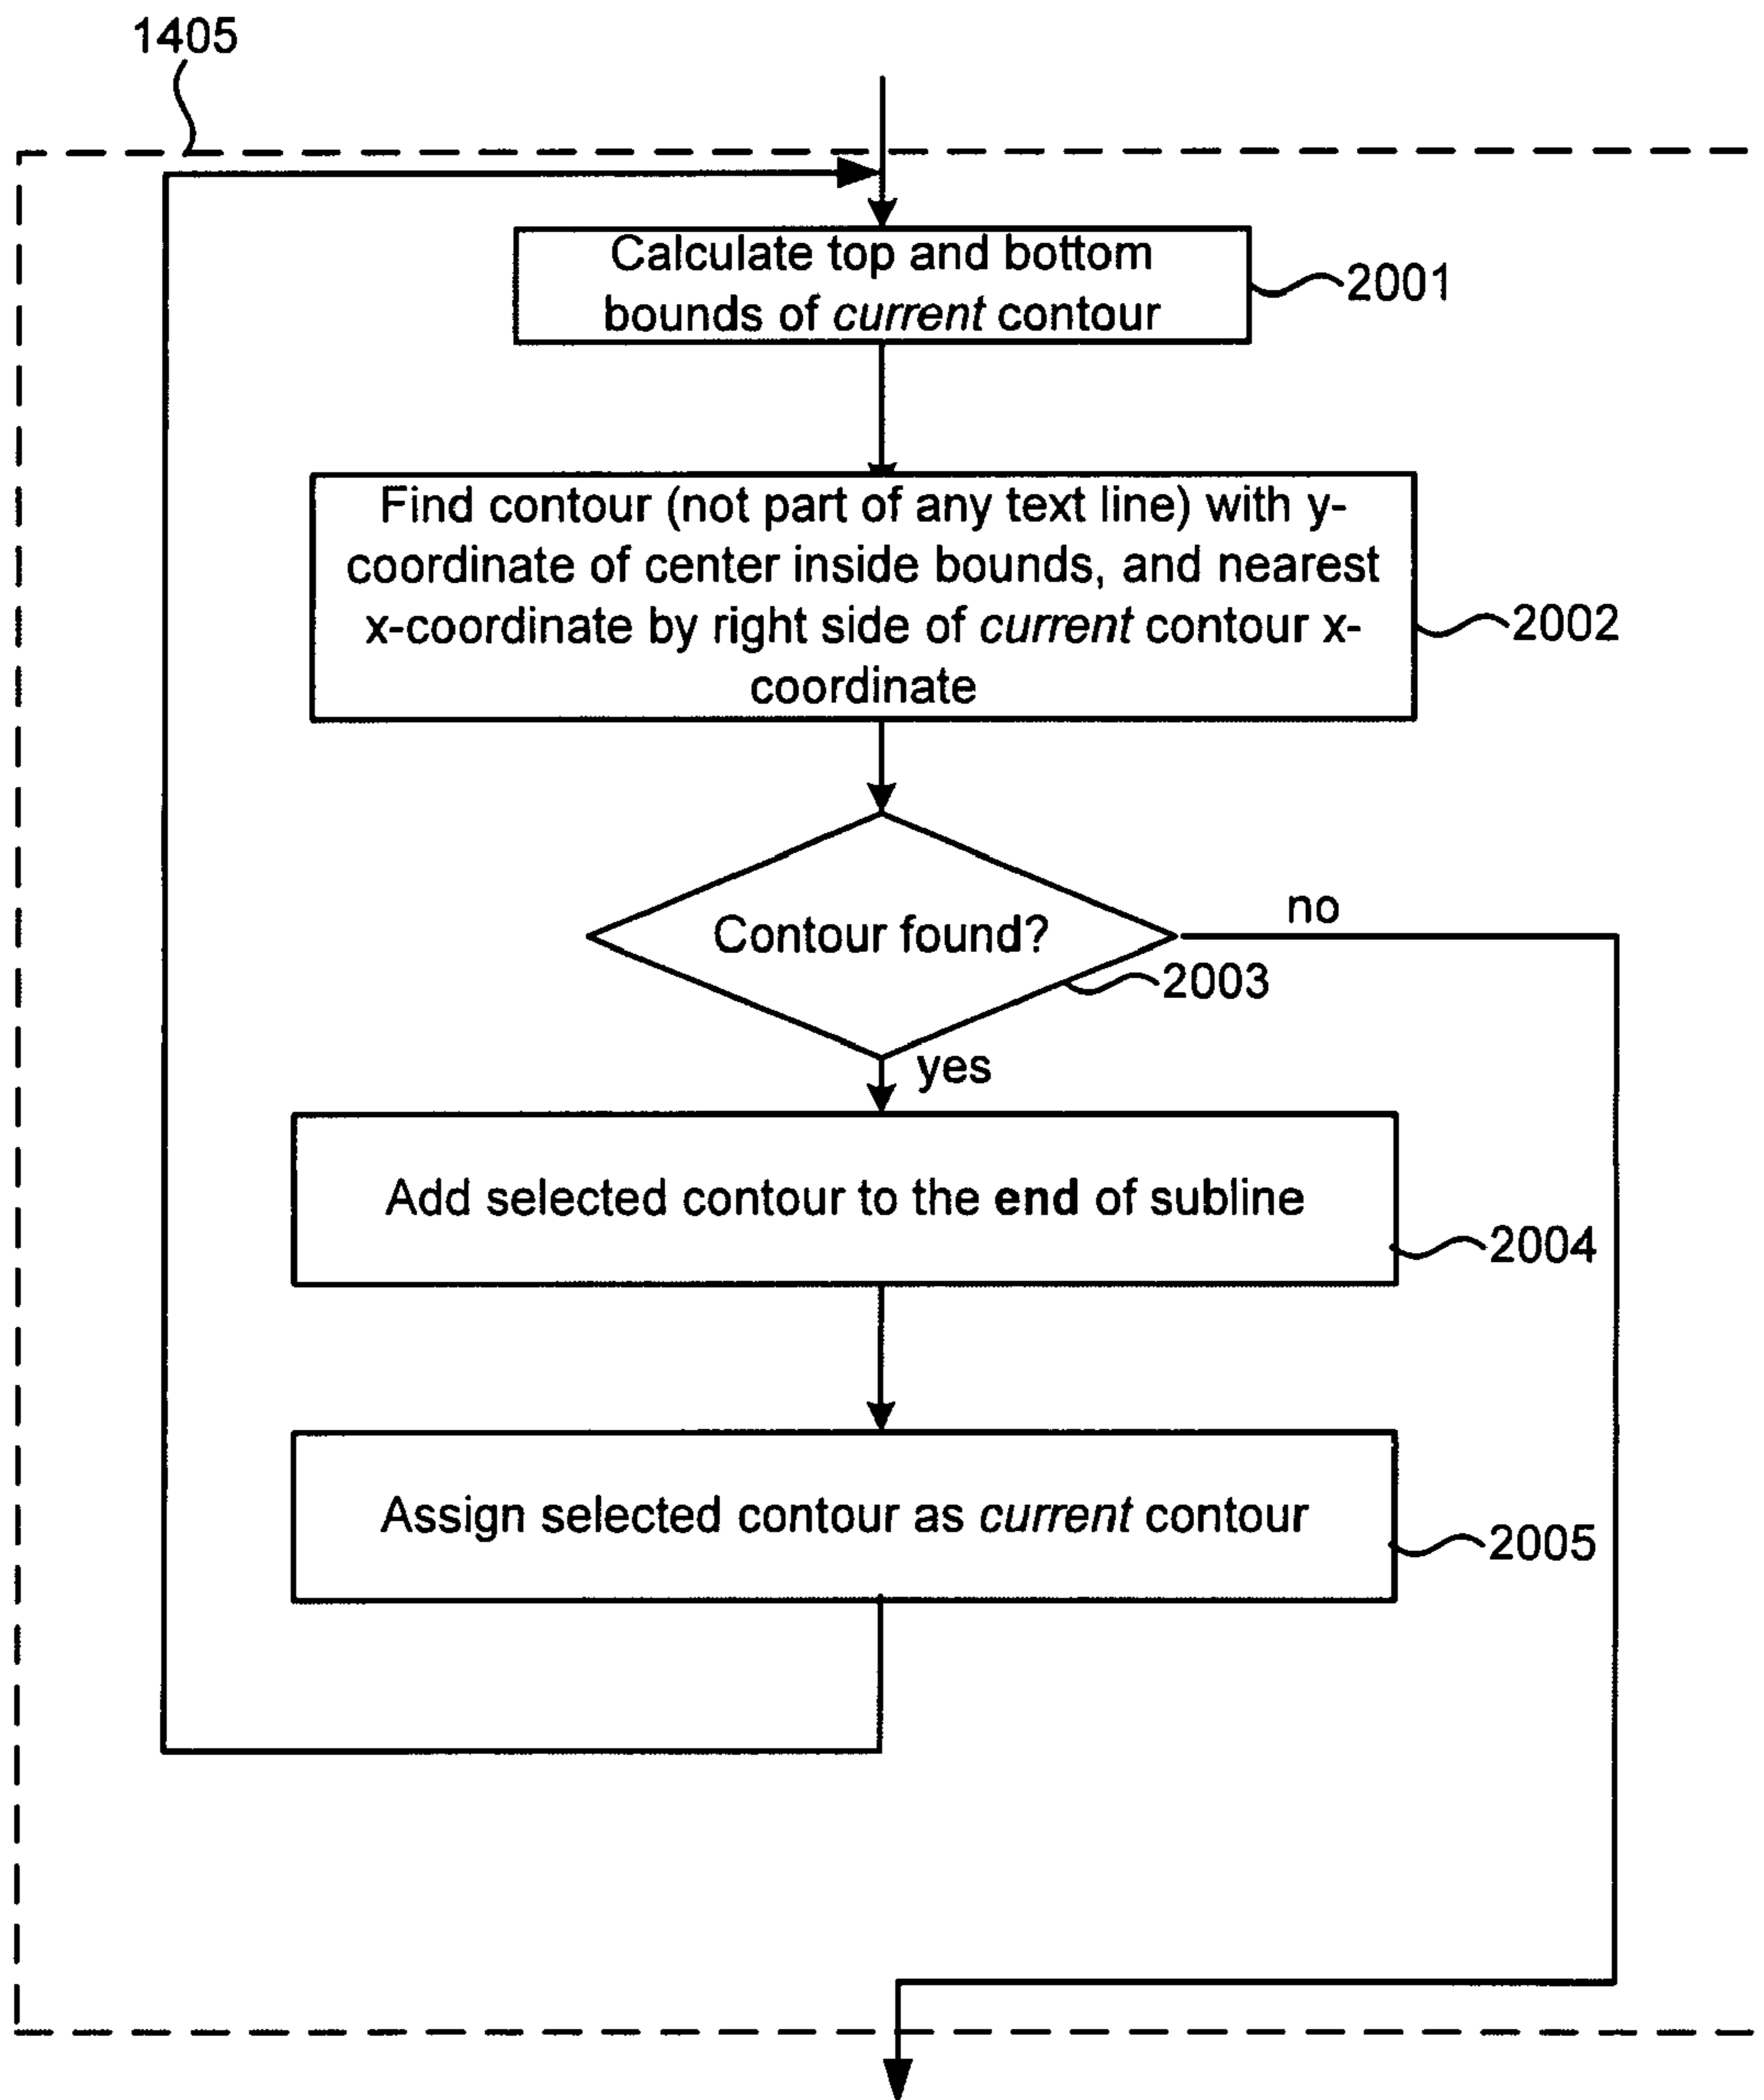 1405
Calculate top and bottom
bounds of current contour
2001
Find contour (not part of any text line) with y-
coordinate of center inside bounds, and nearest
x-coordinate by right side of current contour x-
coordinate
2002
Contour found?
no
2003
yes
Add selected contour to the end of subline
2004
Assign selected contour as current contour
2005